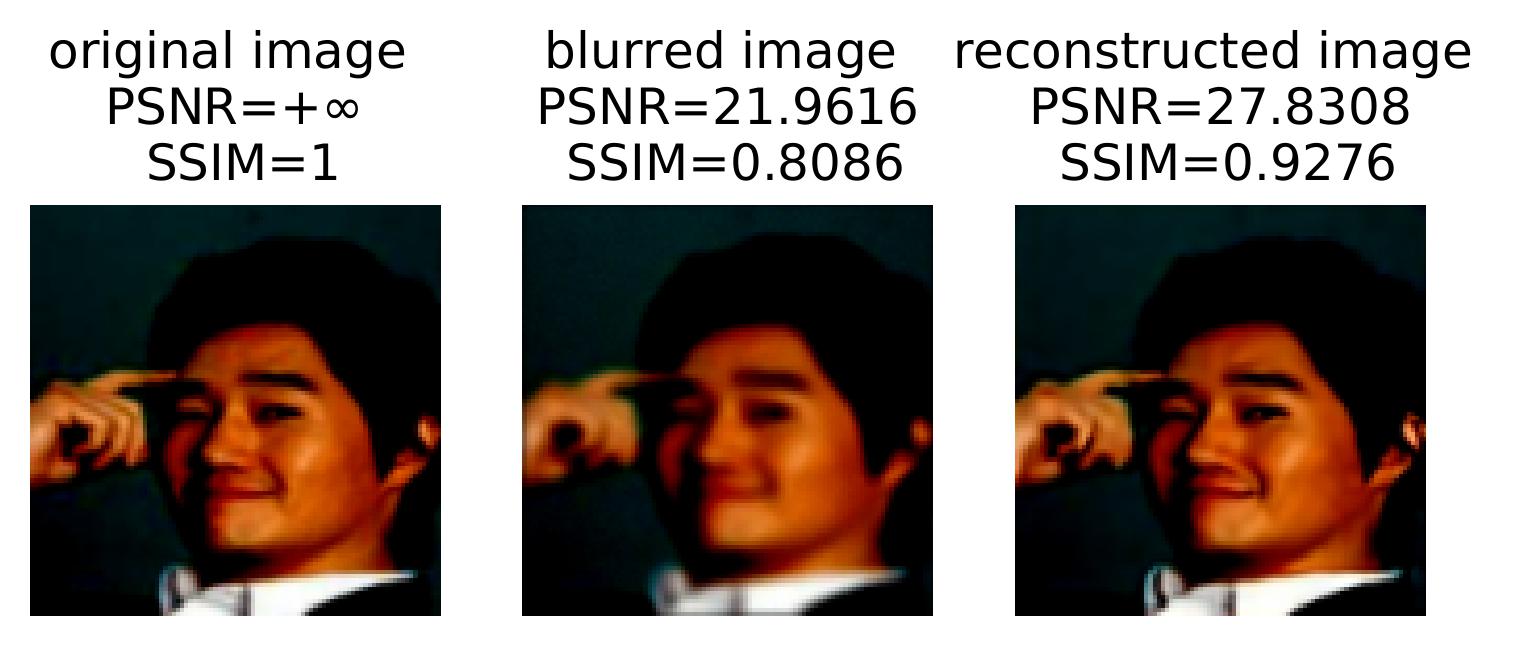 original image
PSNR=+∞
SSIM=1
blurred image
PSNR=21.9616
SSIM=0.8086
reconstructed image
PSNR=27.8308
SSIM=0.9276